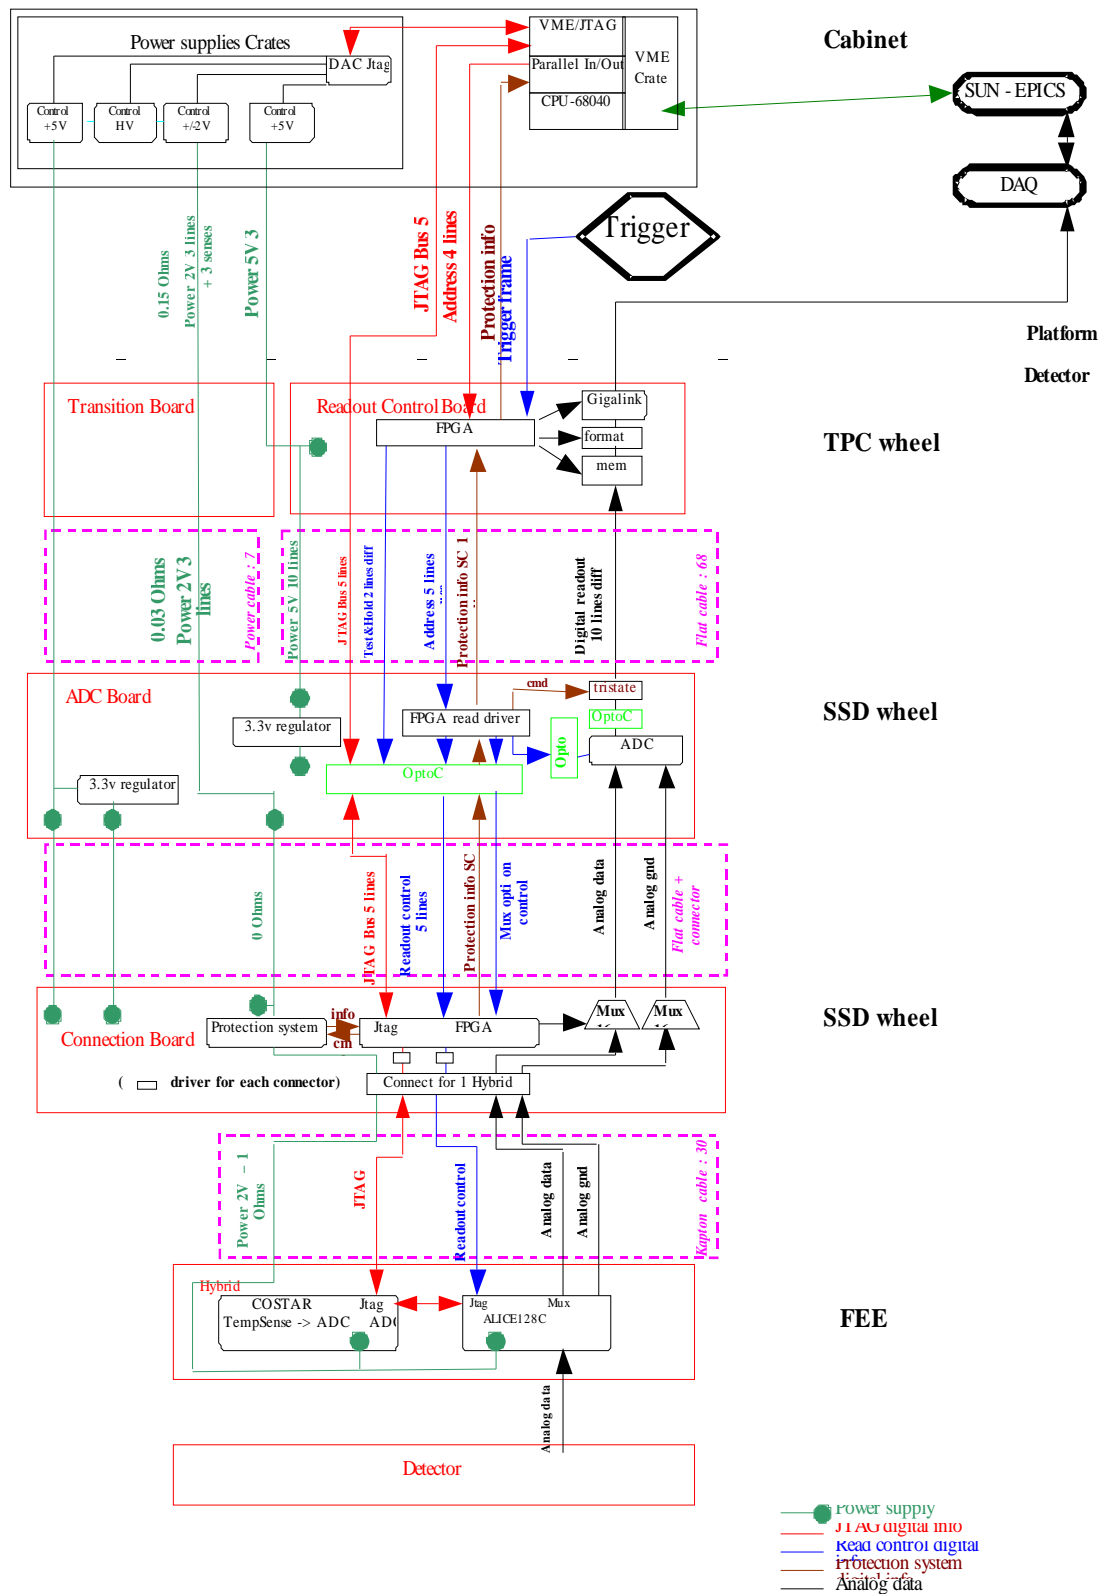 Power supplies Crates
DAC Jtag
Control
+5V
Control
HV
Control
+/-2V
Control
+5V
VME/JTAG
Parallel In/Out
CPU-68040
VME
Crate
Cabinet
SUN - EPICS
DAQ
Trigger
0.15 Ohms
Power 2V 3 lines
+ 3 senses
Power 5V 3
JTAG Bus 5
Address 4 lines
Protection info
Trigger frame
Platform
Detector
Transition Board
Readout Control Board
FPGA
Gigalink
format
mem
TPC wheel
0.03 Ohms
Power 2V 3
lines
Power cable : 7
Power 5V 10 lines
JTAG Bus 5 lines
Test&Hold 2 lines diff
Address 5 lines
Protection info SC 1
Digital readout
10 lines diff
Flat cable : 68
ADC Board
3.3v regulator
3.3v regulator
FPGA read driver
cmd
tristate
OptoC
Opto
ADC
OptoC
SSD wheel
0 Ohms
JTAG Bus 5 lines
Readout control
5 lines
Protection info SC
Mux opti on
control
Analog data
Analog gnd
Flat cable +
connector
Connection Board
Protection system
info
cm
Jtag
FPGA
Mux
Mux
SSD wheel
( driver for each connector)
Connect for 1 Hybrid
Power 2V - 1
Ohms
JTAG
Readout control
Analog data
Analog gnd
Kapton cable : 30
Hybrid
COSTAR
Jtag
TempSense -> ADC
Jtag
Mux
ALICE128C
FEE
Analog data
Detector
Power supply
JTAG digital info
Read control digital
Protection system
Analog data